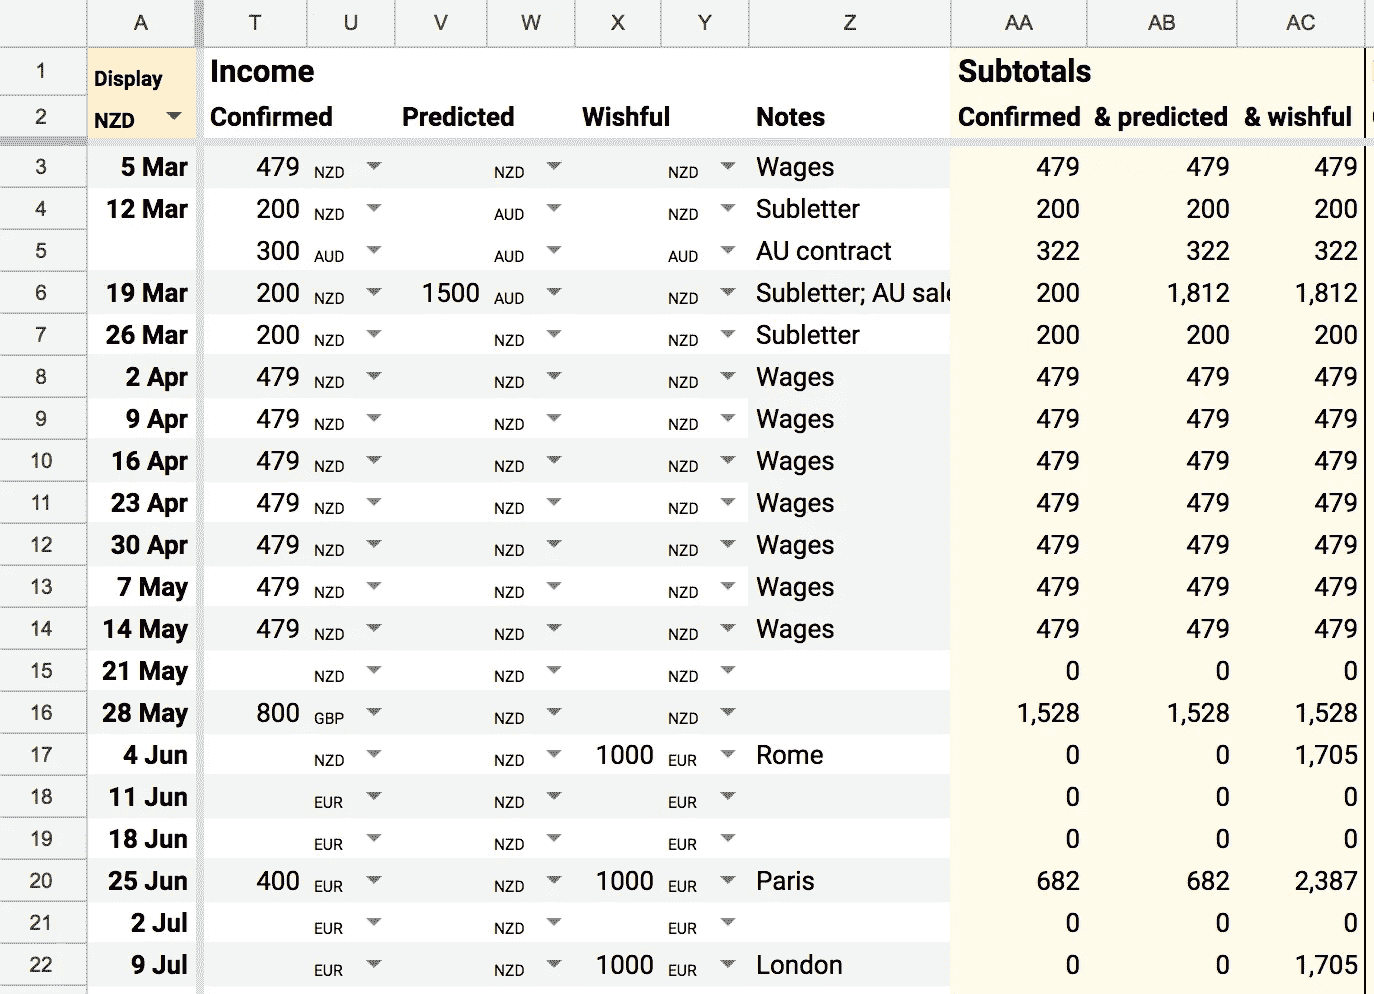 A T U V W X Y Z AA AB AC
1 Display Income Subtotals
2 NZD Confirmed Predicted Wishful Notes Confirmed & predicted & wishful
3 5 Mar 479 NZD NZD NZD Wages 479 479 479
4 12 Mar 200 NZD AUD NZD Subletter 200 200 200
5 300 AUD AUD AUD AU contract 322 322 322
6 19 Mar 200 NZD 1500 AUD NZD Subletter; AU sale 200 1,812 1,812
7 26 Mar 200 NZD NZD NZD Subletter 200 200 200
8 2 Apr 479 NZD NZD NZD Wages 479 479 479
9 9 Apr 479 NZD NZD NZD Wages 479 479 479
10 16 Apr 479 NZD NZD NZD Wages 479 479 479
11 23 Apr 479 NZD NZD NZD Wages 479 479 479
12 30 Apr 479 NZD NZD NZD Wages 479 479 479
13 7 May 479 NZD NZD NZD Wages 479 479 479
14 14 May 479 NZD NZD NZD Wages 479 479 479
15 21 May NZD NZD NZD 0 0 0
16 28 May 800 GBP NZD NZD 1,528 1,528 1,528
17 4 Jun NZD NZD 1000 EUR Rome 0 0 1,705
18 11 Jun EUR NZD EUR 0 0 0
19 18 Jun EUR NZD EUR 0 0 0
20 25 Jun 400 EUR NZD 1000 EUR Paris 682 682 2,387
21 2 Jul EUR NZD EUR 0 0 0
22 9 Jul EUR NZD 1000 EUR London 0 0 1,705